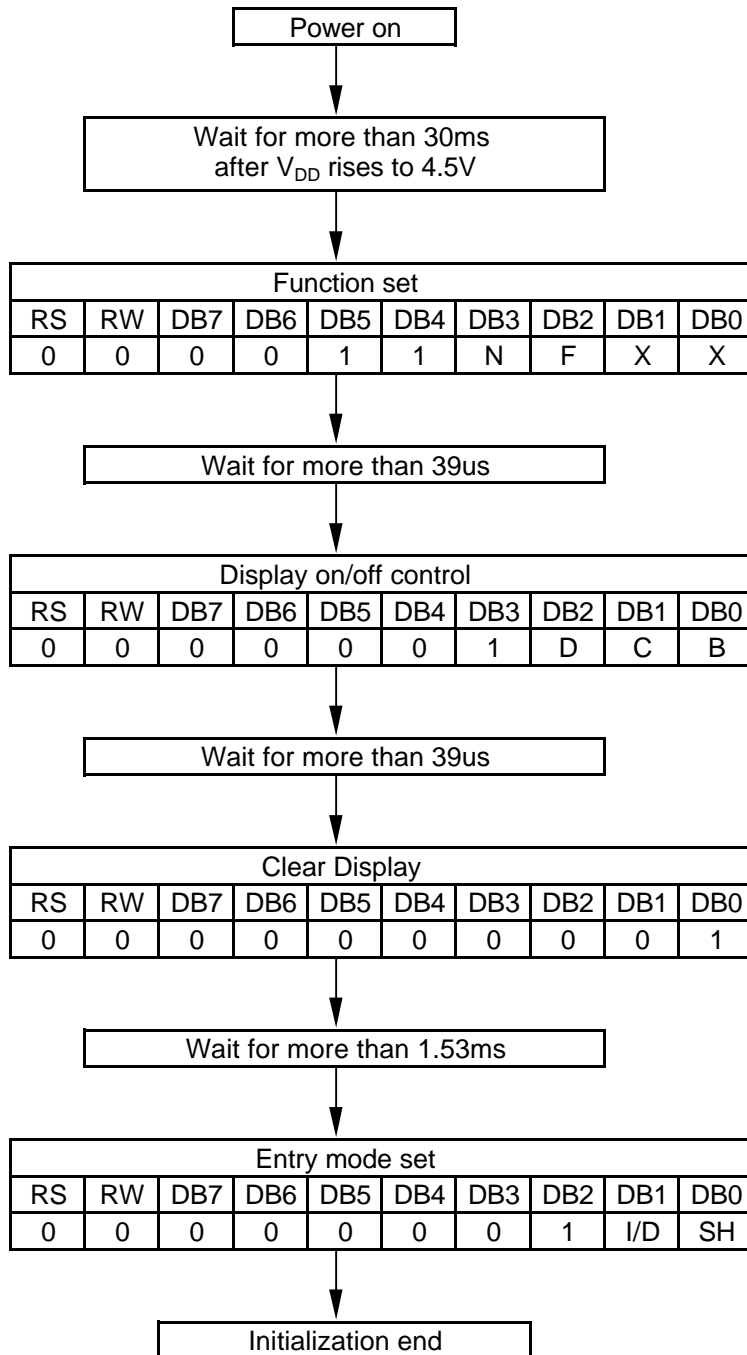 Power on
Wait for more than 30ms
after VDD rises to 4.5V
Function set
RS RW DB7 DB6 DB5 DB4 DB3 DB2 DB1 DB0
0 0 0 0 1 1 N F X X
Wait for more than 39us
Display on/off control
RS RW DB7 DB6 DB5 DB4 DB3 DB2 DB1 DB0
0 0 0 0 0 0 1 D C B
Wait for more than 39us
Clear Display
RS RW DB7 DB6 DB5 DB4 DB3 DB2 DB1 DB0
0 0 0 0 0 0 0 0 0 1
Wait for more than 1.53ms
Entry mode set
RS RW DB7 DB6 DB5 DB4 DB3 DB2 DB1 DB0
0 0 0 0 0 0 0 1 I/D SH
Initialization end